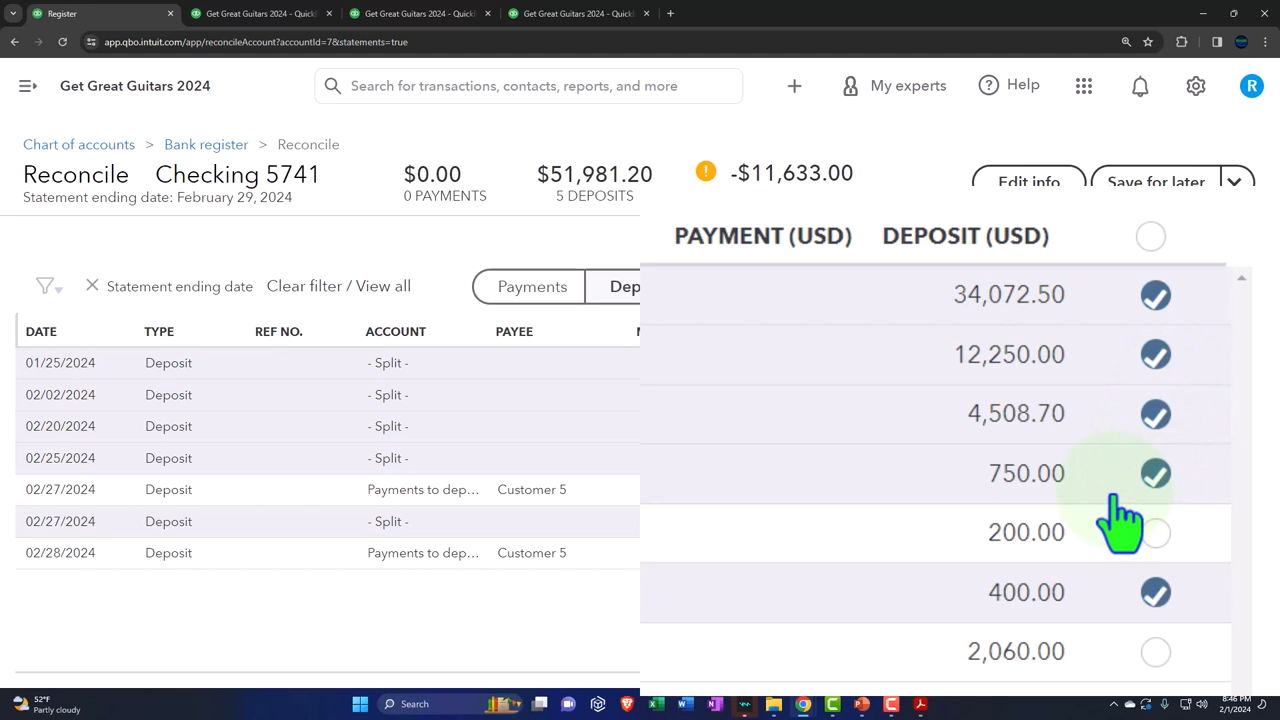 Register
Get Great Guitars 2024 - Quick
Get Great Guitars 2024 - Quick
Get Great Guitars 2024 - Quick
app.qbo.intuit.com/app/reconcileAccount?accountId=7&statements=true
Get Great Guitars 2024
Search for transactions, contacts, reports, and more
My experts
Help
R
Chart of accounts > Bank register > Reconcile
Reconcile Checking 5741
Statement ending date: February 29, 2024
$0.00
0 PAYMENTS
$51,981.20
5 DEPOSITS
-$11,633.00
Edit info
Save for later
Statement ending date
Clear filter / View all
Payments
Dep
DATE TYPE REF NO. ACCOUNT PAYEE
01/25/2024 Deposit - Split -
02/02/2024 Deposit - Split -
02/20/2024 Deposit - Split -
02/25/2024 Deposit - Split -
02/27/2024 Deposit Payments to dep... Customer 5
02/27/2024 Deposit - Split -
02/28/2024 Deposit Payments to dep... Customer 5
PAYMENT (USD) DEPOSIT (USD)
34,072.50
12,250.00
4,508.70
750.00
200.00
400.00
2,060.00
52°F
Partly cloudy
Search
8:46 PM
2/1/2024